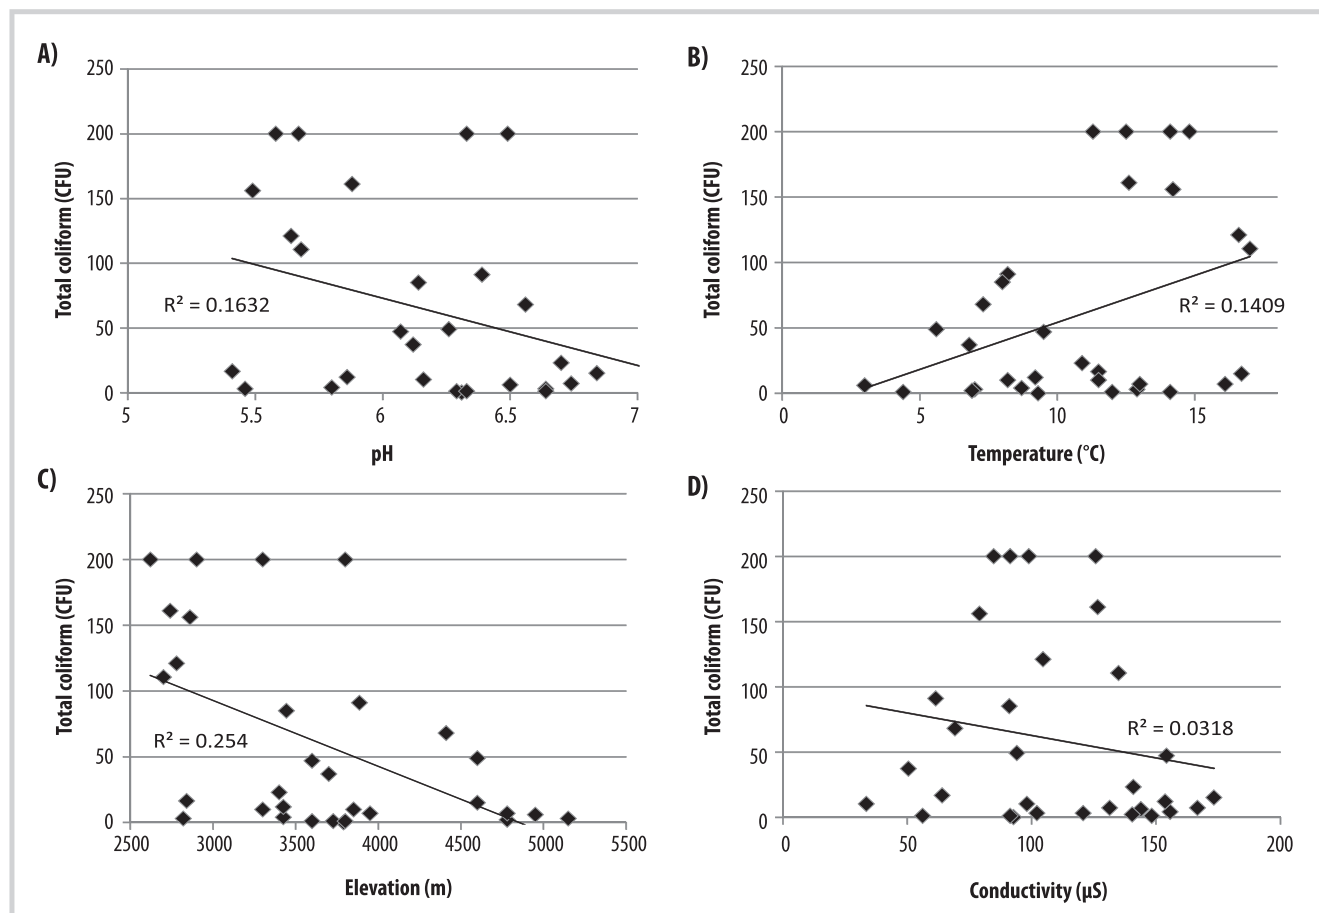 A)
250
200
150
100
50
0
Total coliform (CFU)
R² = 0.1632
5 5.5 6 6.5 7
pH
B)
250
200
150
100
50
0
Total coliform (CFU)
R² = 0.1409
0 5 10 15
Temperature (°C)
C)
250
200
150
100
50
0
Total coliform (CFU)
R² = 0.254
2500 3000 3500 4000 4500 5000 5500
Elevation (m)
D)
250
200
150
100
50
0
Total coliform (CFU)
R² = 0.0318
0 50 100 150 200
Conductivity (µS)